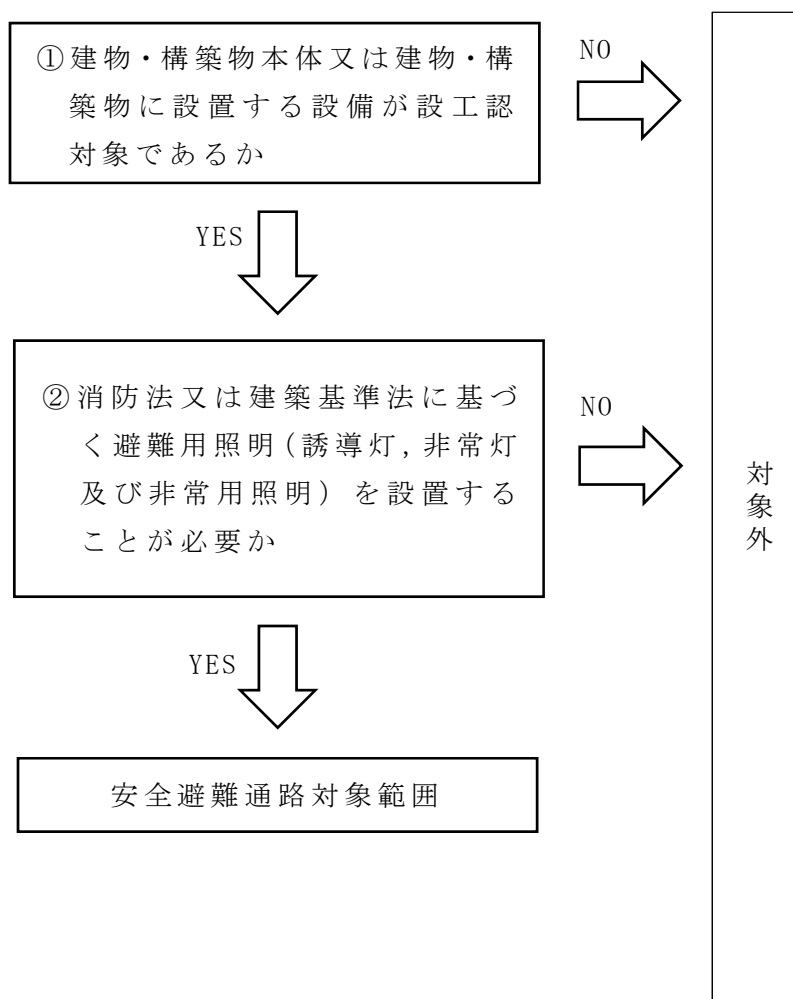 ①建物・構築物本体又は建物・構
築物に設置する設備が設工認
対象であるか
NO
YES
②消防法又は建築基準法に基づ
く避難用照明(誘導灯,非常灯
及び非常用照明)を設置する
ことが必要か
NO
対象外
YES
安全避難通路対象範囲